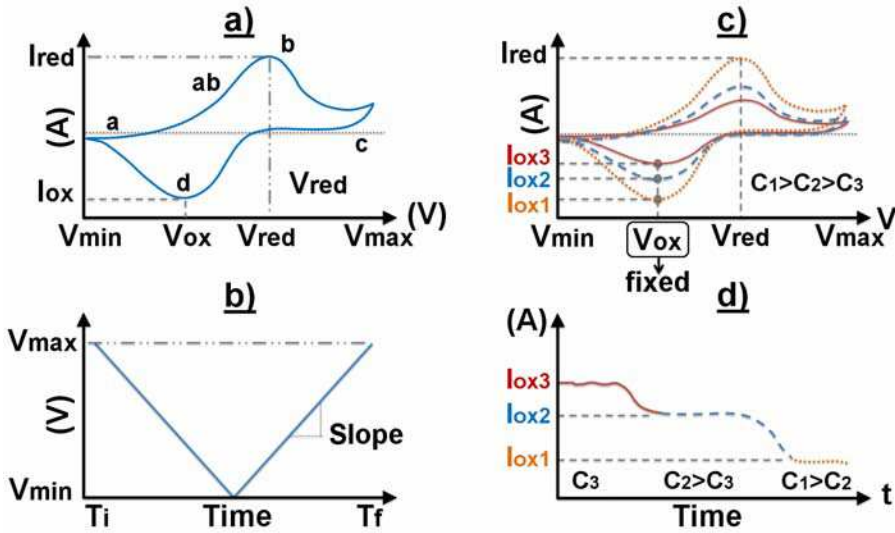 a)
Ired
b
ab
(A)
a
c
Iox
d
Vred
(V)
Vmin
Vox
Vred
Vmax
b)
Vmax
(V)
Slope
Vmin
Ti
Time
Tf
c)
Ired
(A)
Iox3
Iox2
Iox1
C1>C2>C3
Vmin
Vox
Vred
Vmax
V
fixed
d)
(A)
Iox3
Iox2
Iox1
C3
C2>C3
C1>C2
t
Time